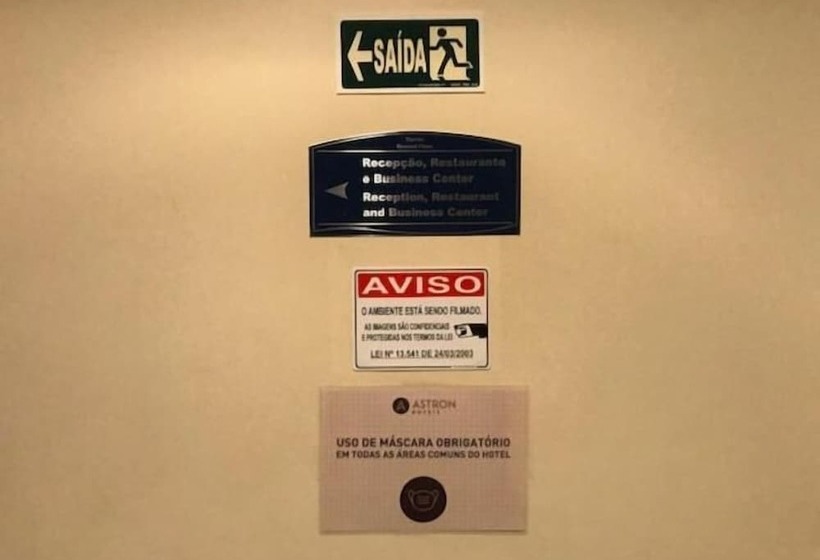 SAÍDA
Recepção, Restaurante
e Business Center
Reception, Restaurant
and Business Center
AVISO
O AMBIENTE ESTÁ SENDO FILMADO.
AS IMAGENS SÃO CONFIDENCIAIS
E PROTEGIDAS NOS TERMOS DA LEI
LEI Nº 13.541 DE 24/03/2003
ASTRON
HOTÉIS
USO DE MÁSCARA OBRIGATÓRIO
EM TODAS AS ÁREAS COMUNS DO HOTEL